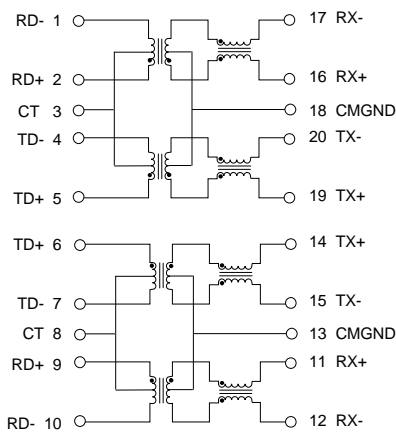 RD- 1 17 RX-
RD+ 2 16 RX+
CT 3 18 CMGND
TD- 4 20 TX-
TD+ 5 19 TX+
TD+ 6 14 TX+
TD- 7 15 TX-
CT 8 13 CMGND
RD+ 9 11 RX+
RD- 10 12 RX-